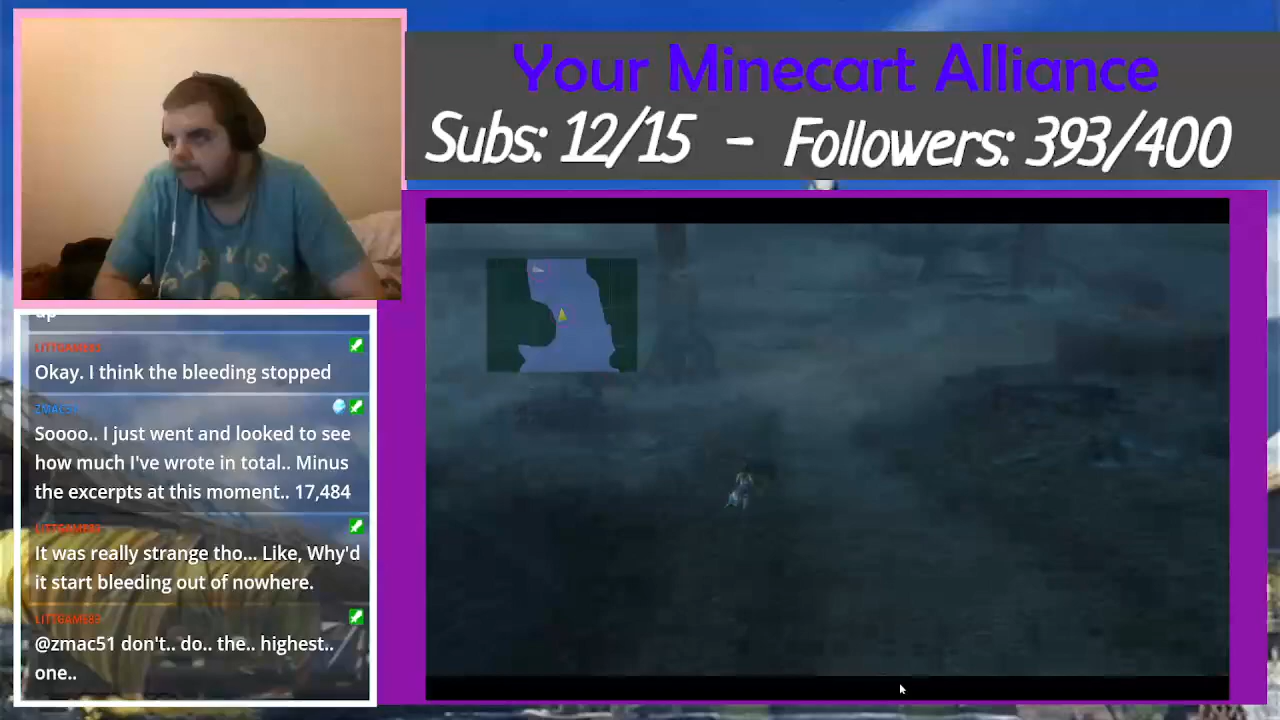 Your Minecart Alliance
Subs: 12/15 - Followers: 393/400
up
Okay. I think the bleeding stopped
ZMAC51
Soooo.. I just went and looked to see
how much I've wrote in total.. Minus
the excerpts at this moment.. 17,484
It was really strange tho... Like, Why'd
it start bleeding out of nowhere.
@zmac51 don't.. do.. the.. highest..
one..